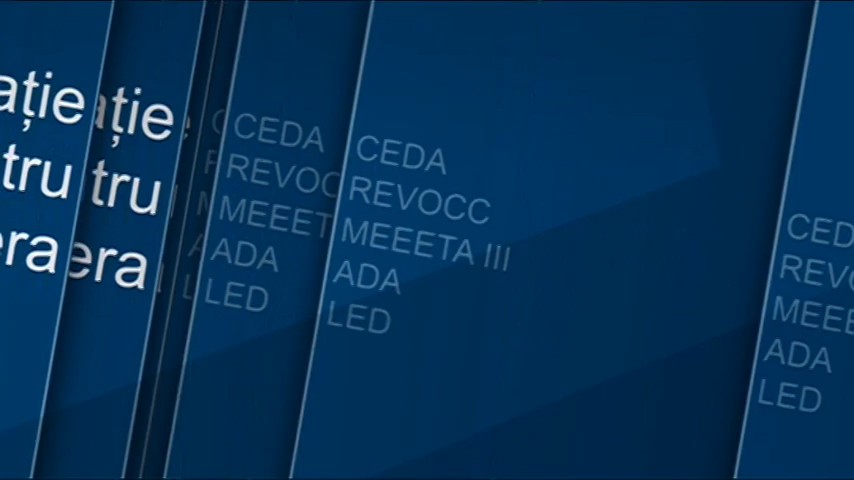 ație
tru
era
ație
tru
era
CEDA
REVOC
MEEET
ADA
LED
CEDA
REVOCC
MEEETA III
ADA
LED
CED
REVO
MEEE
ADA
LED